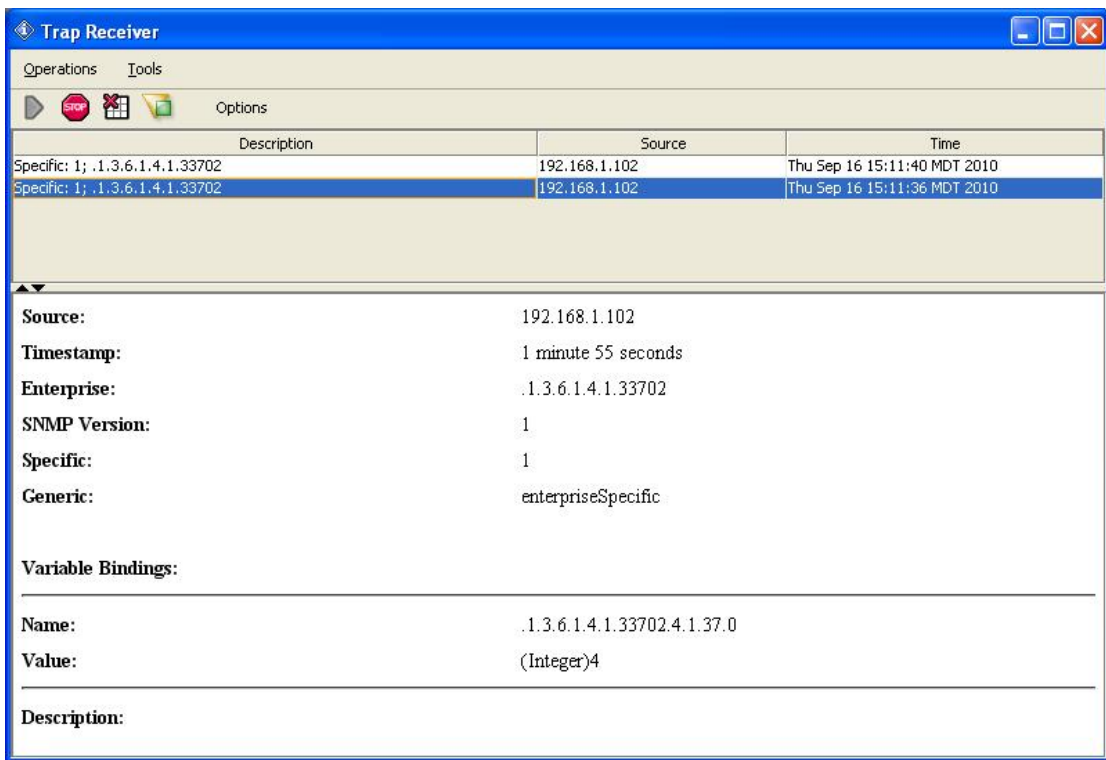 Trap Receiver
Operations Tools
STOP Options
Description Source Time
Specific: 1; .1.3.6.1.4.1.33702 192.168.1.102 Thu Sep 16 15:11:40 MDT 2010
Specific: 1; .1.3.6.1.4.1.33702 192.168.1.102 Thu Sep 16 15:11:36 MDT 2010
Source: 192.168.1.102
Timestamp: 1 minute 55 seconds
Enterprise: .1.3.6.1.4.1.33702
SNMP Version: 1
Specific: 1
Generic: enterpriseSpecific
Variable Bindings:
Name: .1.3.6.1.4.1.33702.4.1.37.0
Value: (Integer)4
Description: